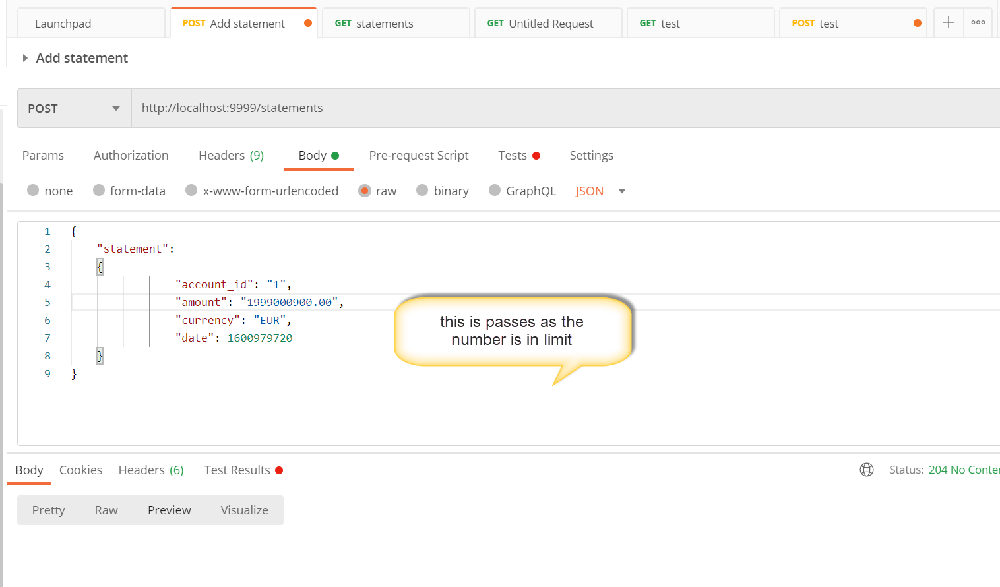 Launchpad
POST Add statement
GET statements
GET Untitled Request
GET test
POST test
Add statement
POST
http://localhost:9999/statements
Params
Authorization
Headers (9)
Body
Pre-request Script
Tests
Settings
none
form-data
x-www-form-urlencoded
raw
binary
GraphQL
JSON
1 {
2 "statement":
3 {
4 "account_id": "1",
5 "amount": "1999000900.00",
6 "currency": "EUR",
7 "date": 1600979720
8 }
9 }
this is passes as the
number is in limit
Body
Cookies
Headers (6)
Test Results
Status: 204 No Conter
Pretty
Raw
Preview
Visualize